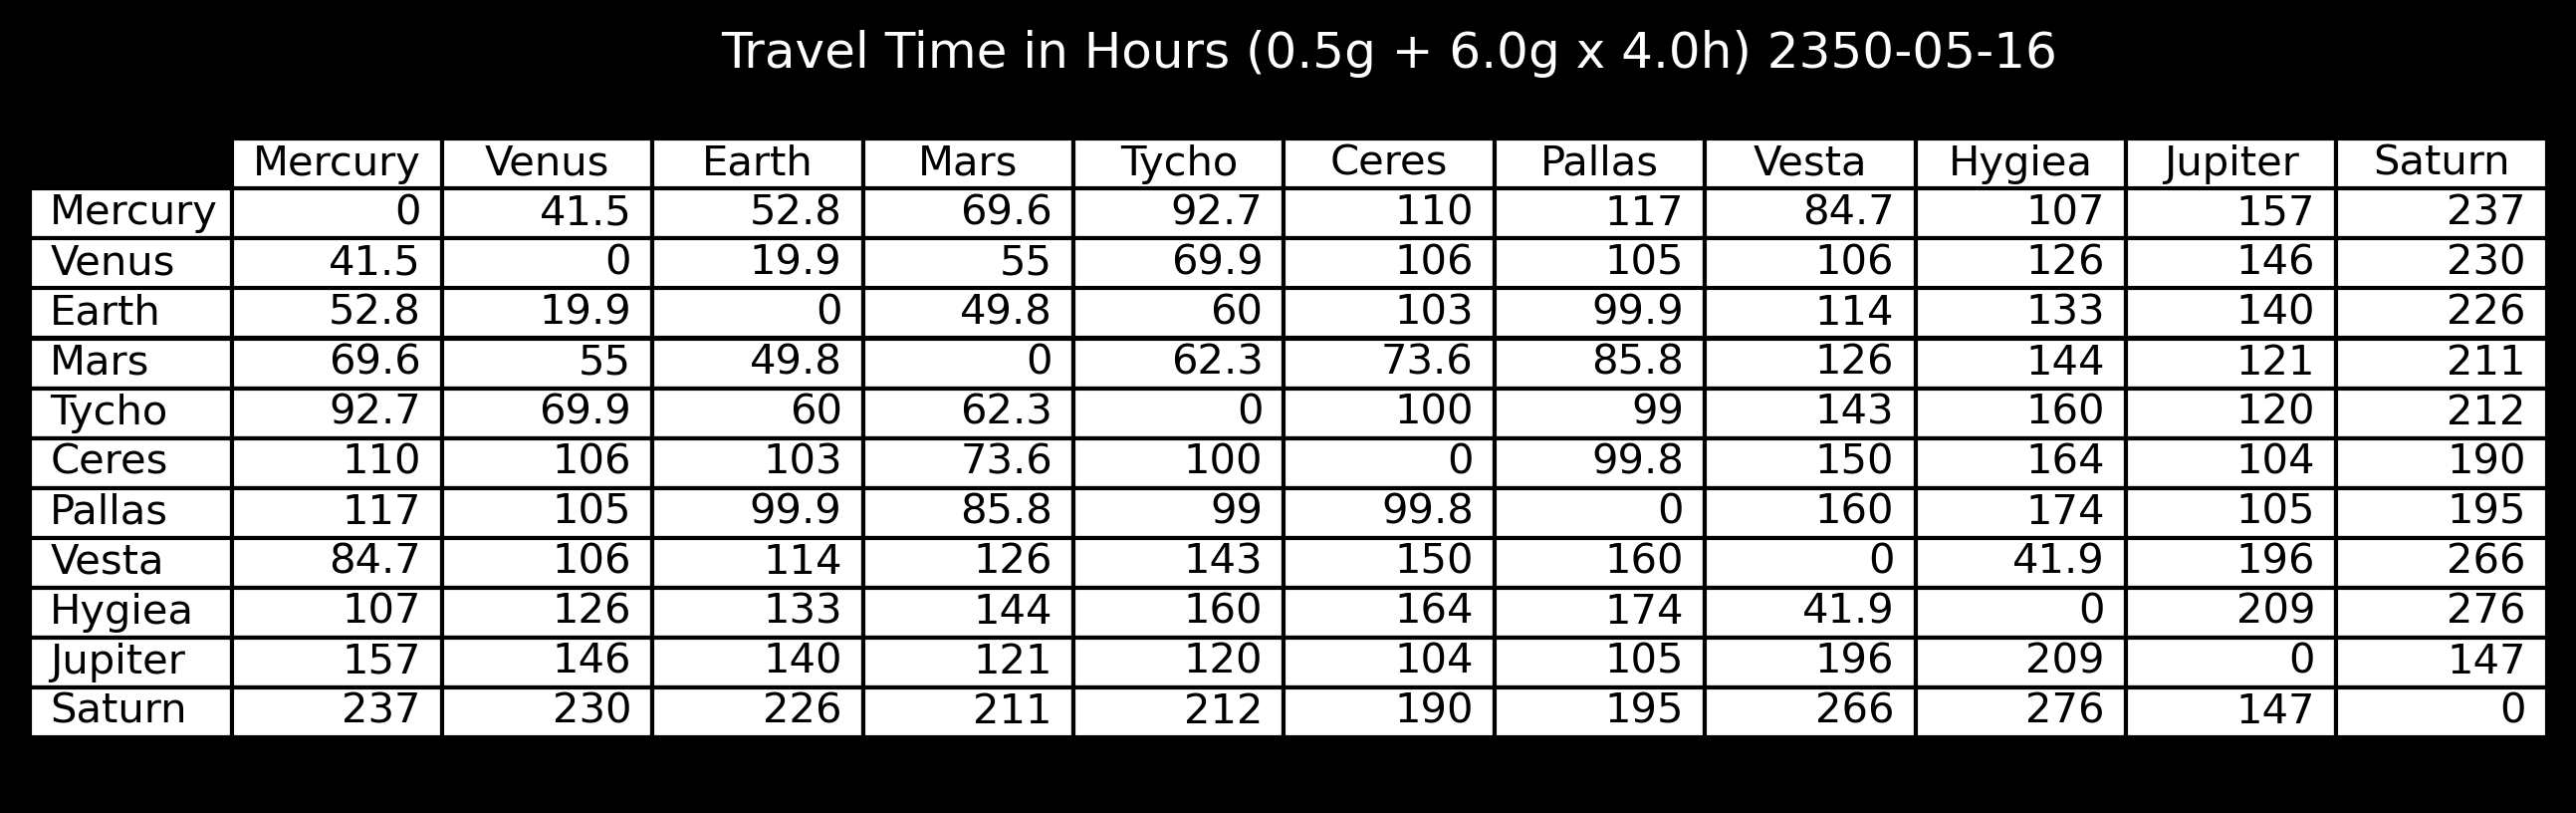 Travel Time in Hours (0.5g + 6.0g x 4.0h) 2350-05-16
Mercury Venus Earth Mars Tycho Ceres Pallas Vesta Hygiea Jupiter Saturn
Mercury 0 41.5 52.8 69.6 92.7 110 117 84.7 107 157 237
Venus 41.5 0 19.9 55 69.9 106 105 106 126 146 230
Earth 52.8 19.9 0 49.8 60 103 99.9 114 133 140 226
Mars 69.6 55 49.8 0 62.3 73.6 85.8 126 144 121 211
Tycho 92.7 69.9 60 62.3 0 100 99 143 160 120 212
Ceres 110 106 103 73.6 100 0 99.8 150 164 104 190
Pallas 117 105 99.9 85.8 99 99.8 0 160 174 105 195
Vesta 84.7 106 114 126 143 150 160 0 41.9 196 266
Hygiea 107 126 133 144 160 164 174 41.9 0 209 276
Jupiter 157 146 140 121 120 104 105 196 209 0 147
Saturn 237 230 226 211 212 190 195 266 276 147 0